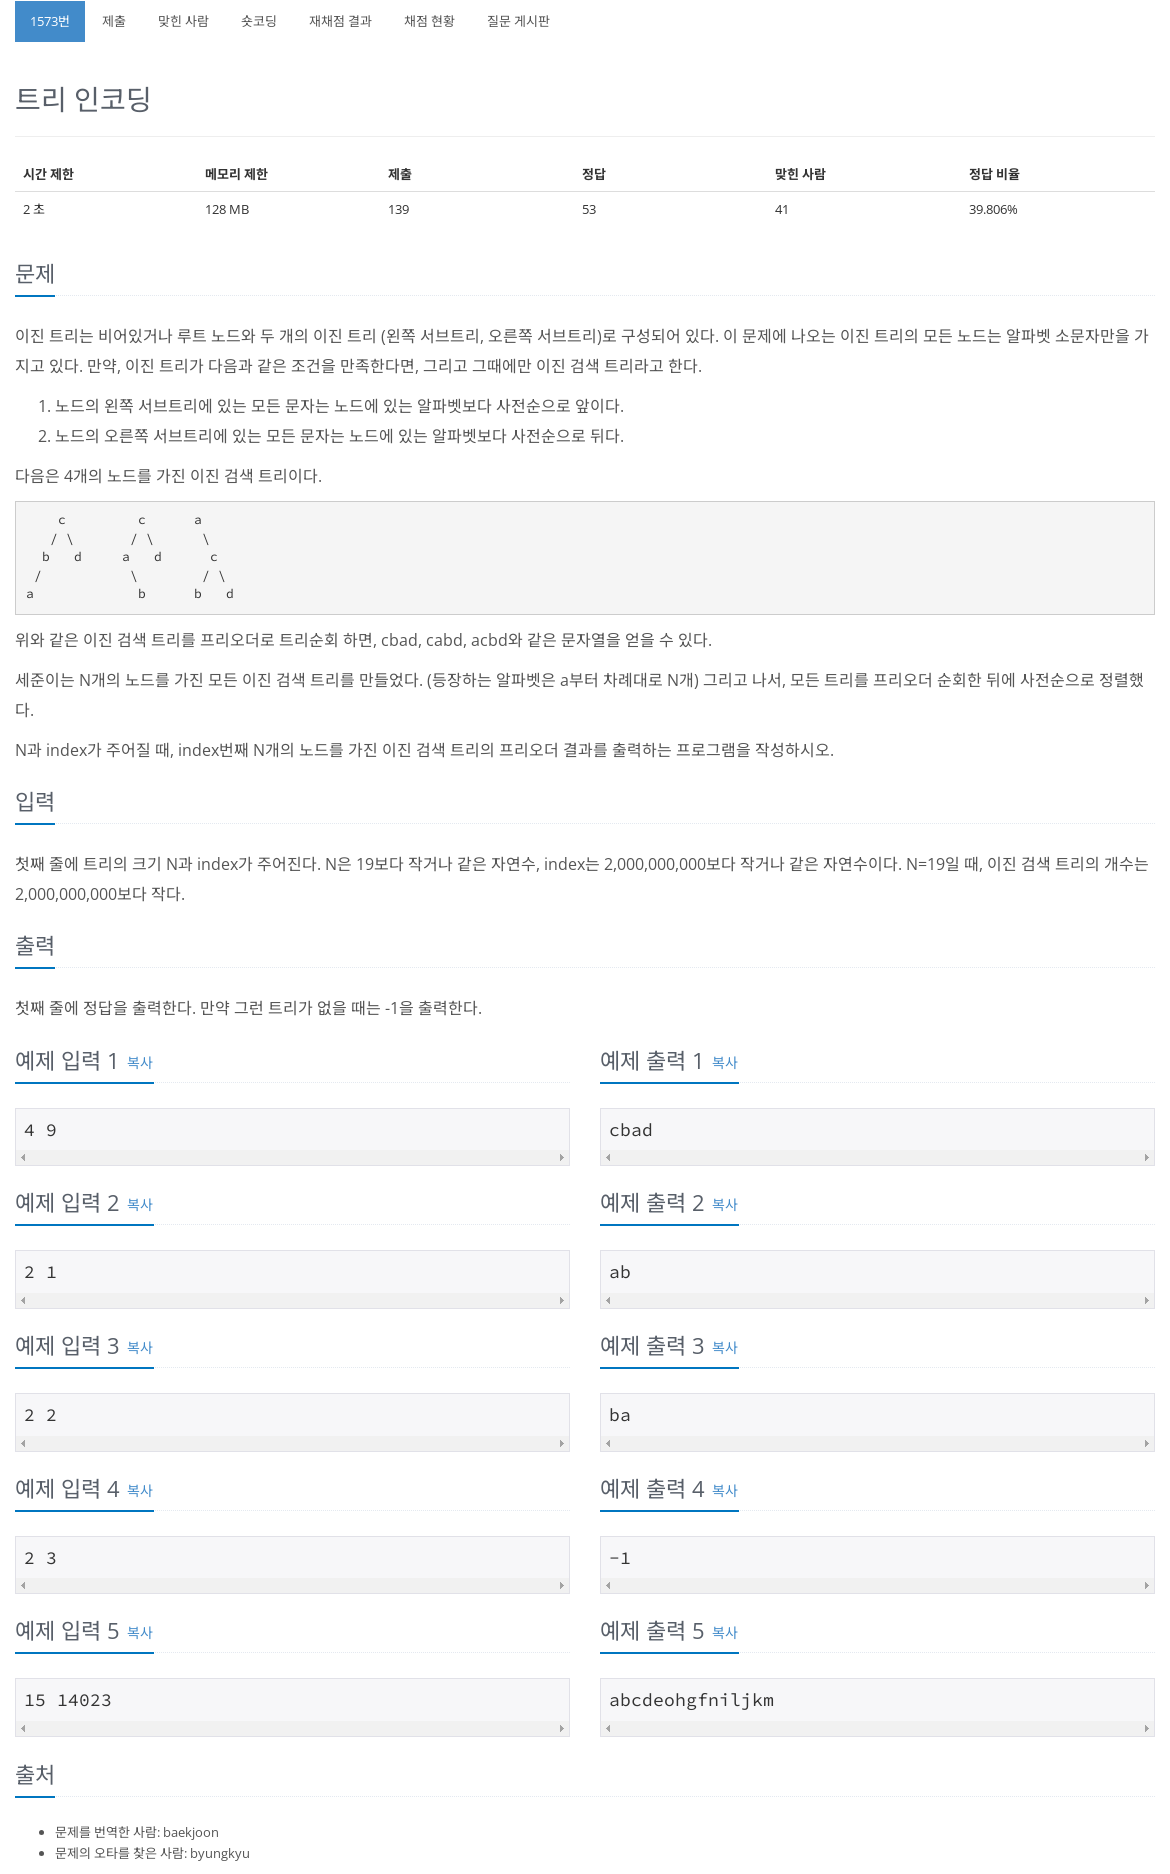 1573번 제출 맞힌 사람 숏코딩 재채점 결과 채점 현황 질문 게시판
트리 인코딩
시간 제한 메모리 제한 제출 정답 맞힌 사람 정답 비율
2 초 128 MB 139 53 41 39.806%
문제
이진 트리는 비어있거나 루트 노드와 두 개의 이진 트리 (왼쪽 서브트리, 오른쪽 서브트리)로 구성되어 있다. 이 문제에 나오는 이진 트리의 모든 노드는 알파벳 소문자만을 가
지고 있다. 만약, 이진 트리가 다음과 같은 조건을 만족한다면, 그리고 그때에만 이진 검색 트리라고 한다.
1. 노드의 왼쪽 서브트리에 있는 모든 문자는 노드에 있는 알파벳보다 사전순으로 앞이다.
2. 노드의 오른쪽 서브트리에 있는 모든 문자는 노드에 있는 알파벳보다 사전순으로 뒤다.
다음은 4개의 노드를 가진 이진 검색 트리이다.
    c         c      a
   / \       / \      \
  b   d     a   d      c
 /           \        / \
a             b      b   d
위와 같은 이진 검색 트리를 프리오더로 트리순회 하면, cbad, cabd, acbd와 같은 문자열을 얻을 수 있다.
세준이는 N개의 노드를 가진 모든 이진 검색 트리를 만들었다. (등장하는 알파벳은 a부터 차례대로 N개) 그리고 나서, 모든 트리를 프리오더 순회한 뒤에 사전순으로 정렬했
다.
N과 index가 주어질 때, index번째 N개의 노드를 가진 이진 검색 트리의 프리오더 결과를 출력하는 프로그램을 작성하시오.
입력
첫째 줄에 트리의 크기 N과 index가 주어진다. N은 19보다 작거나 같은 자연수, index는 2,000,000,000보다 작거나 같은 자연수이다. N=19일 때, 이진 검색 트리의 개수는
2,000,000,000보다 작다.
출력
첫째 줄에 정답을 출력한다. 만약 그런 트리가 없을 때는 -1을 출력한다.
예제 입력 1 복사 예제 출력 1 복사
4 9 cbad
예제 입력 2 복사 예제 출력 2 복사
2 1 ab
예제 입력 3 복사 예제 출력 3 복사
2 2 ba
예제 입력 4 복사 예제 출력 4 복사
2 3 -1
예제 입력 5 복사 예제 출력 5 복사
15 14023 abcdeohgfniljkm
출처
• 문제를 번역한 사람: baekjoon
• 문제의 오타를 찾은 사람: byungkyu